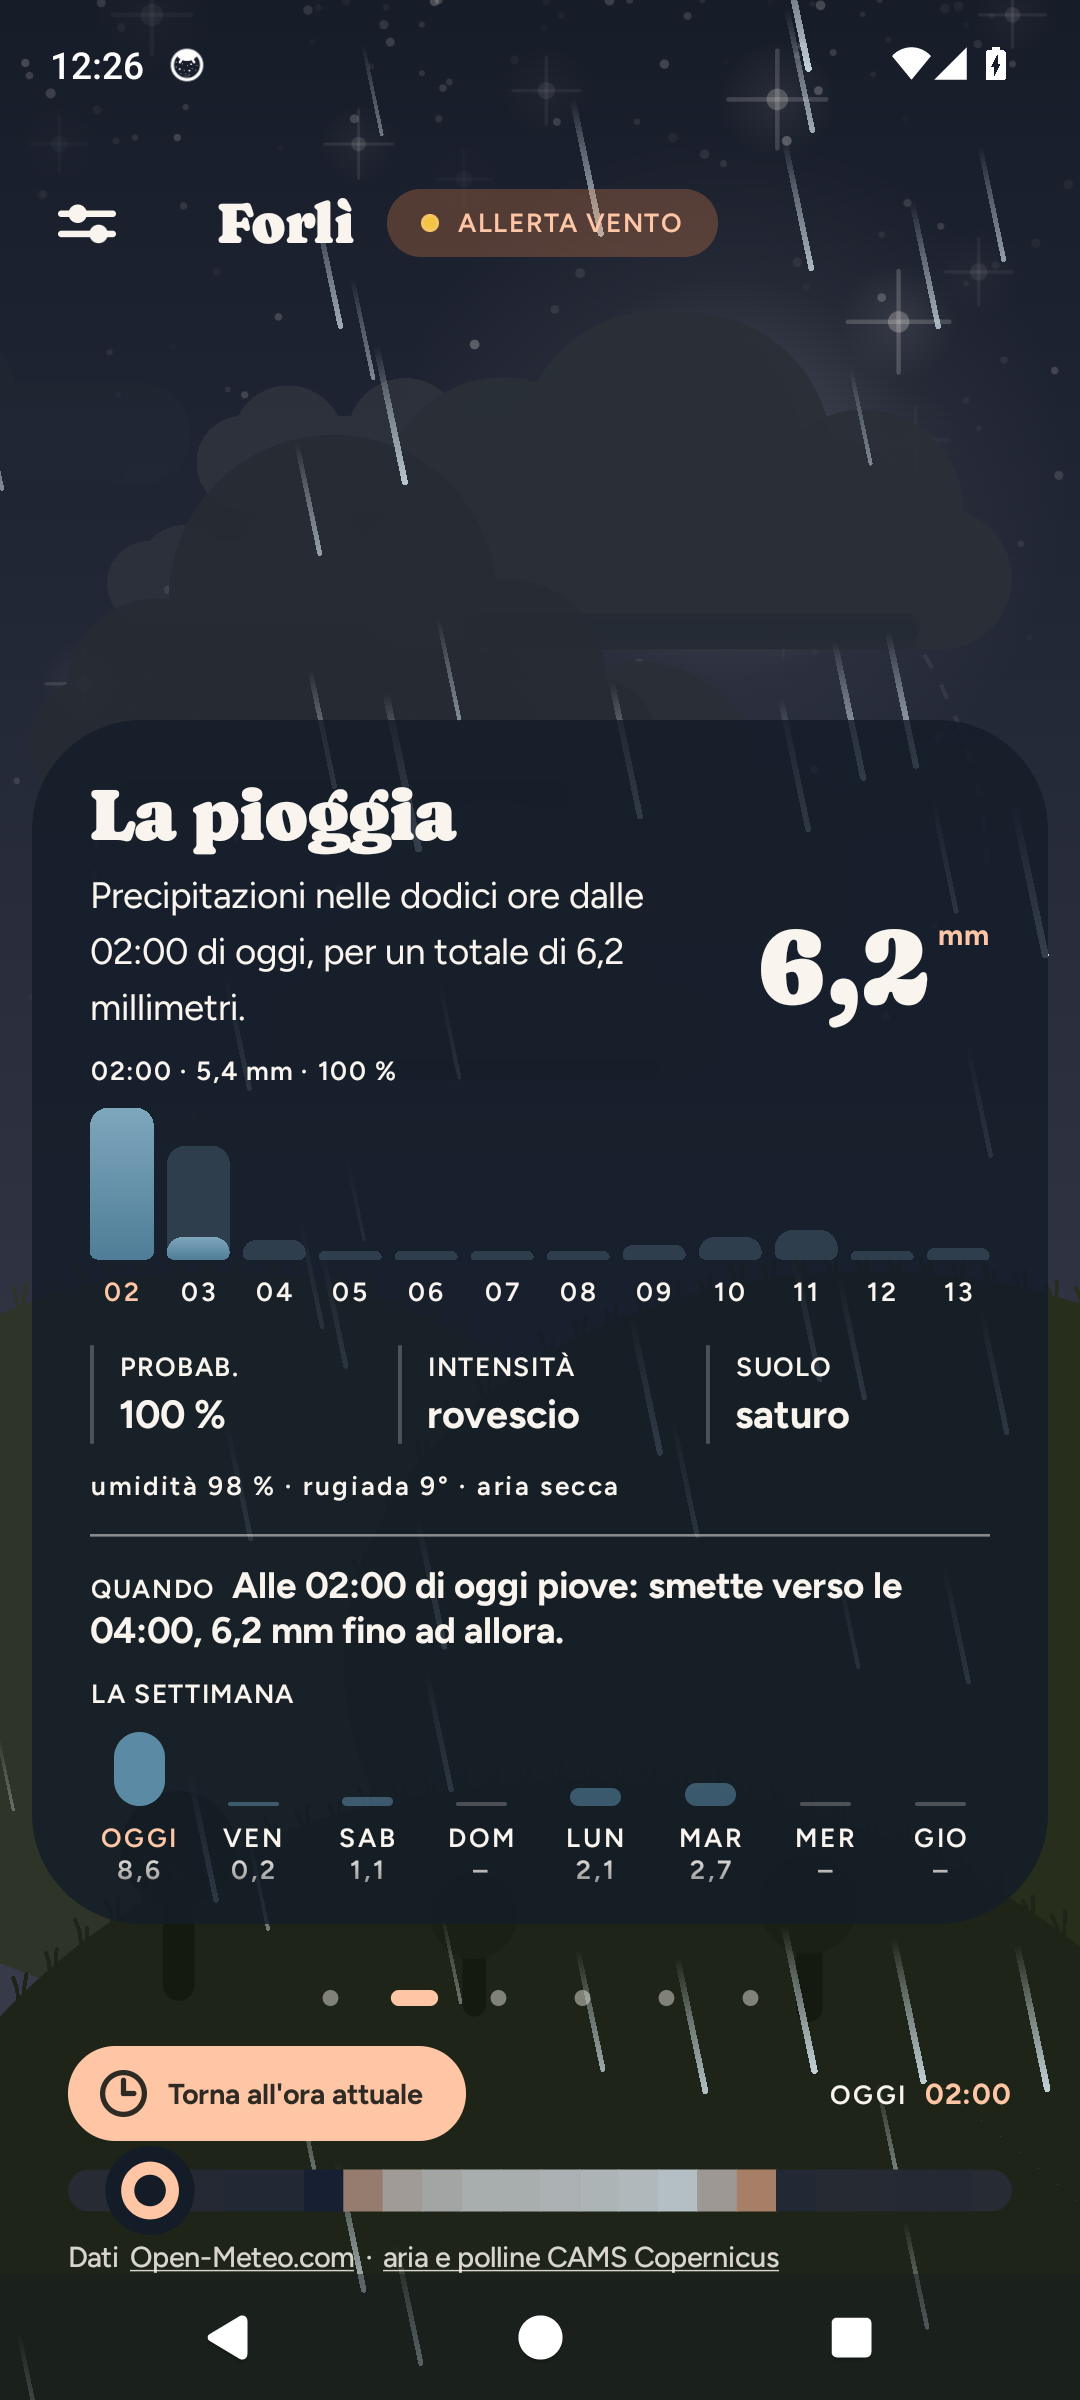 12:26
Forlì
ALLERTA VENTO
La pioggia
Precipitazioni nelle dodici ore dalle
02:00 di oggi, per un totale di 6,2
millimetri.
6,2 mm
02:00 · 5,4 mm · 100 %
02 03 04 05 06 07 08 09 10 11 12 13
PROBAB. INTENSITÀ SUOLO
100 % rovescio saturo
umidità 98 % · rugiada 9° · aria secca
QUANDO Alle 02:00 di oggi piove: smette verso le
04:00, 6,2 mm fino ad allora.
LA SETTIMANA
OGGI VEN SAB DOM LUN MAR MER GIO
8,6 0,2 1,1 – 2,1 2,7 – –
Torna all'ora attuale
OGGI 02:00
Dati Open-Meteo.com · aria e polline CAMS Copernicus